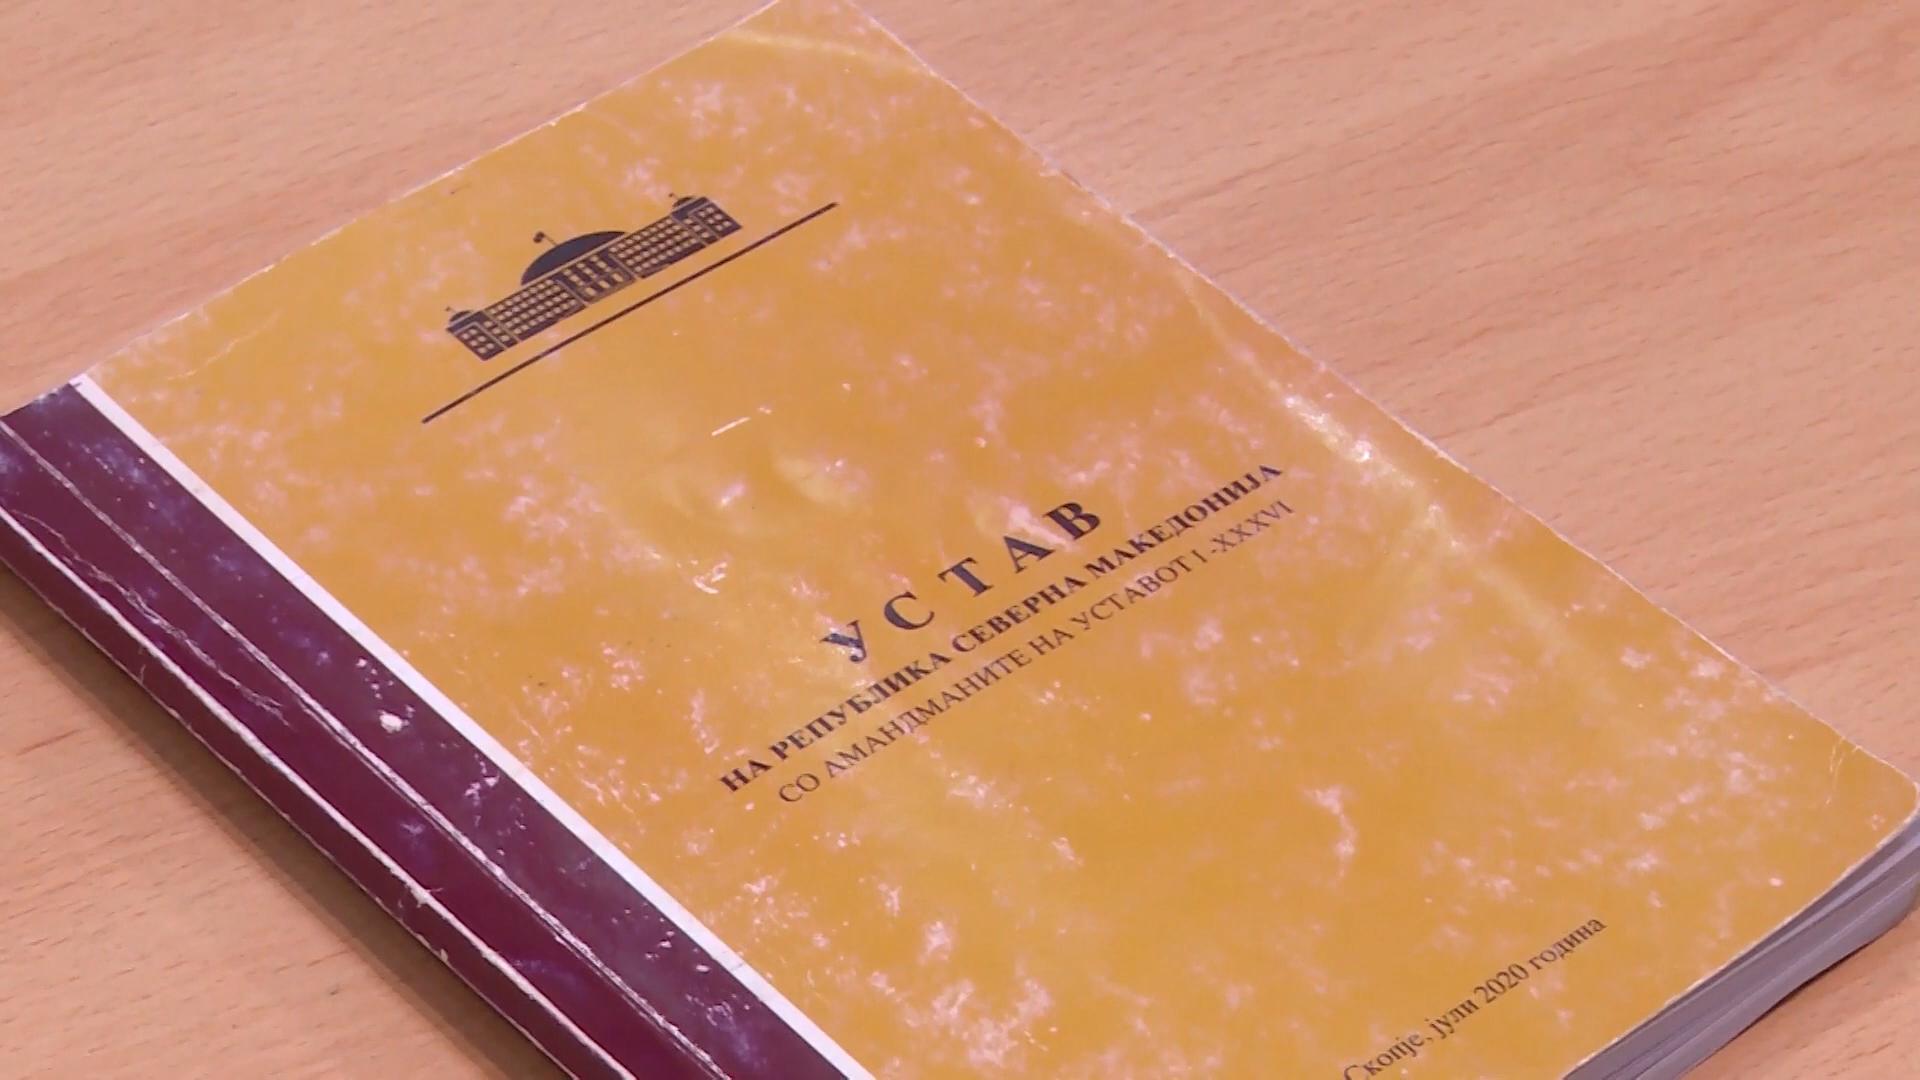 УСТАВ
НА РЕПУБЛИКА СЕВЕРНА МАКЕДОНИЈА
СО АМАНДМАНИТЕ НА УСТАВОТ I -XXXVI
Скопје, јули 2020 година